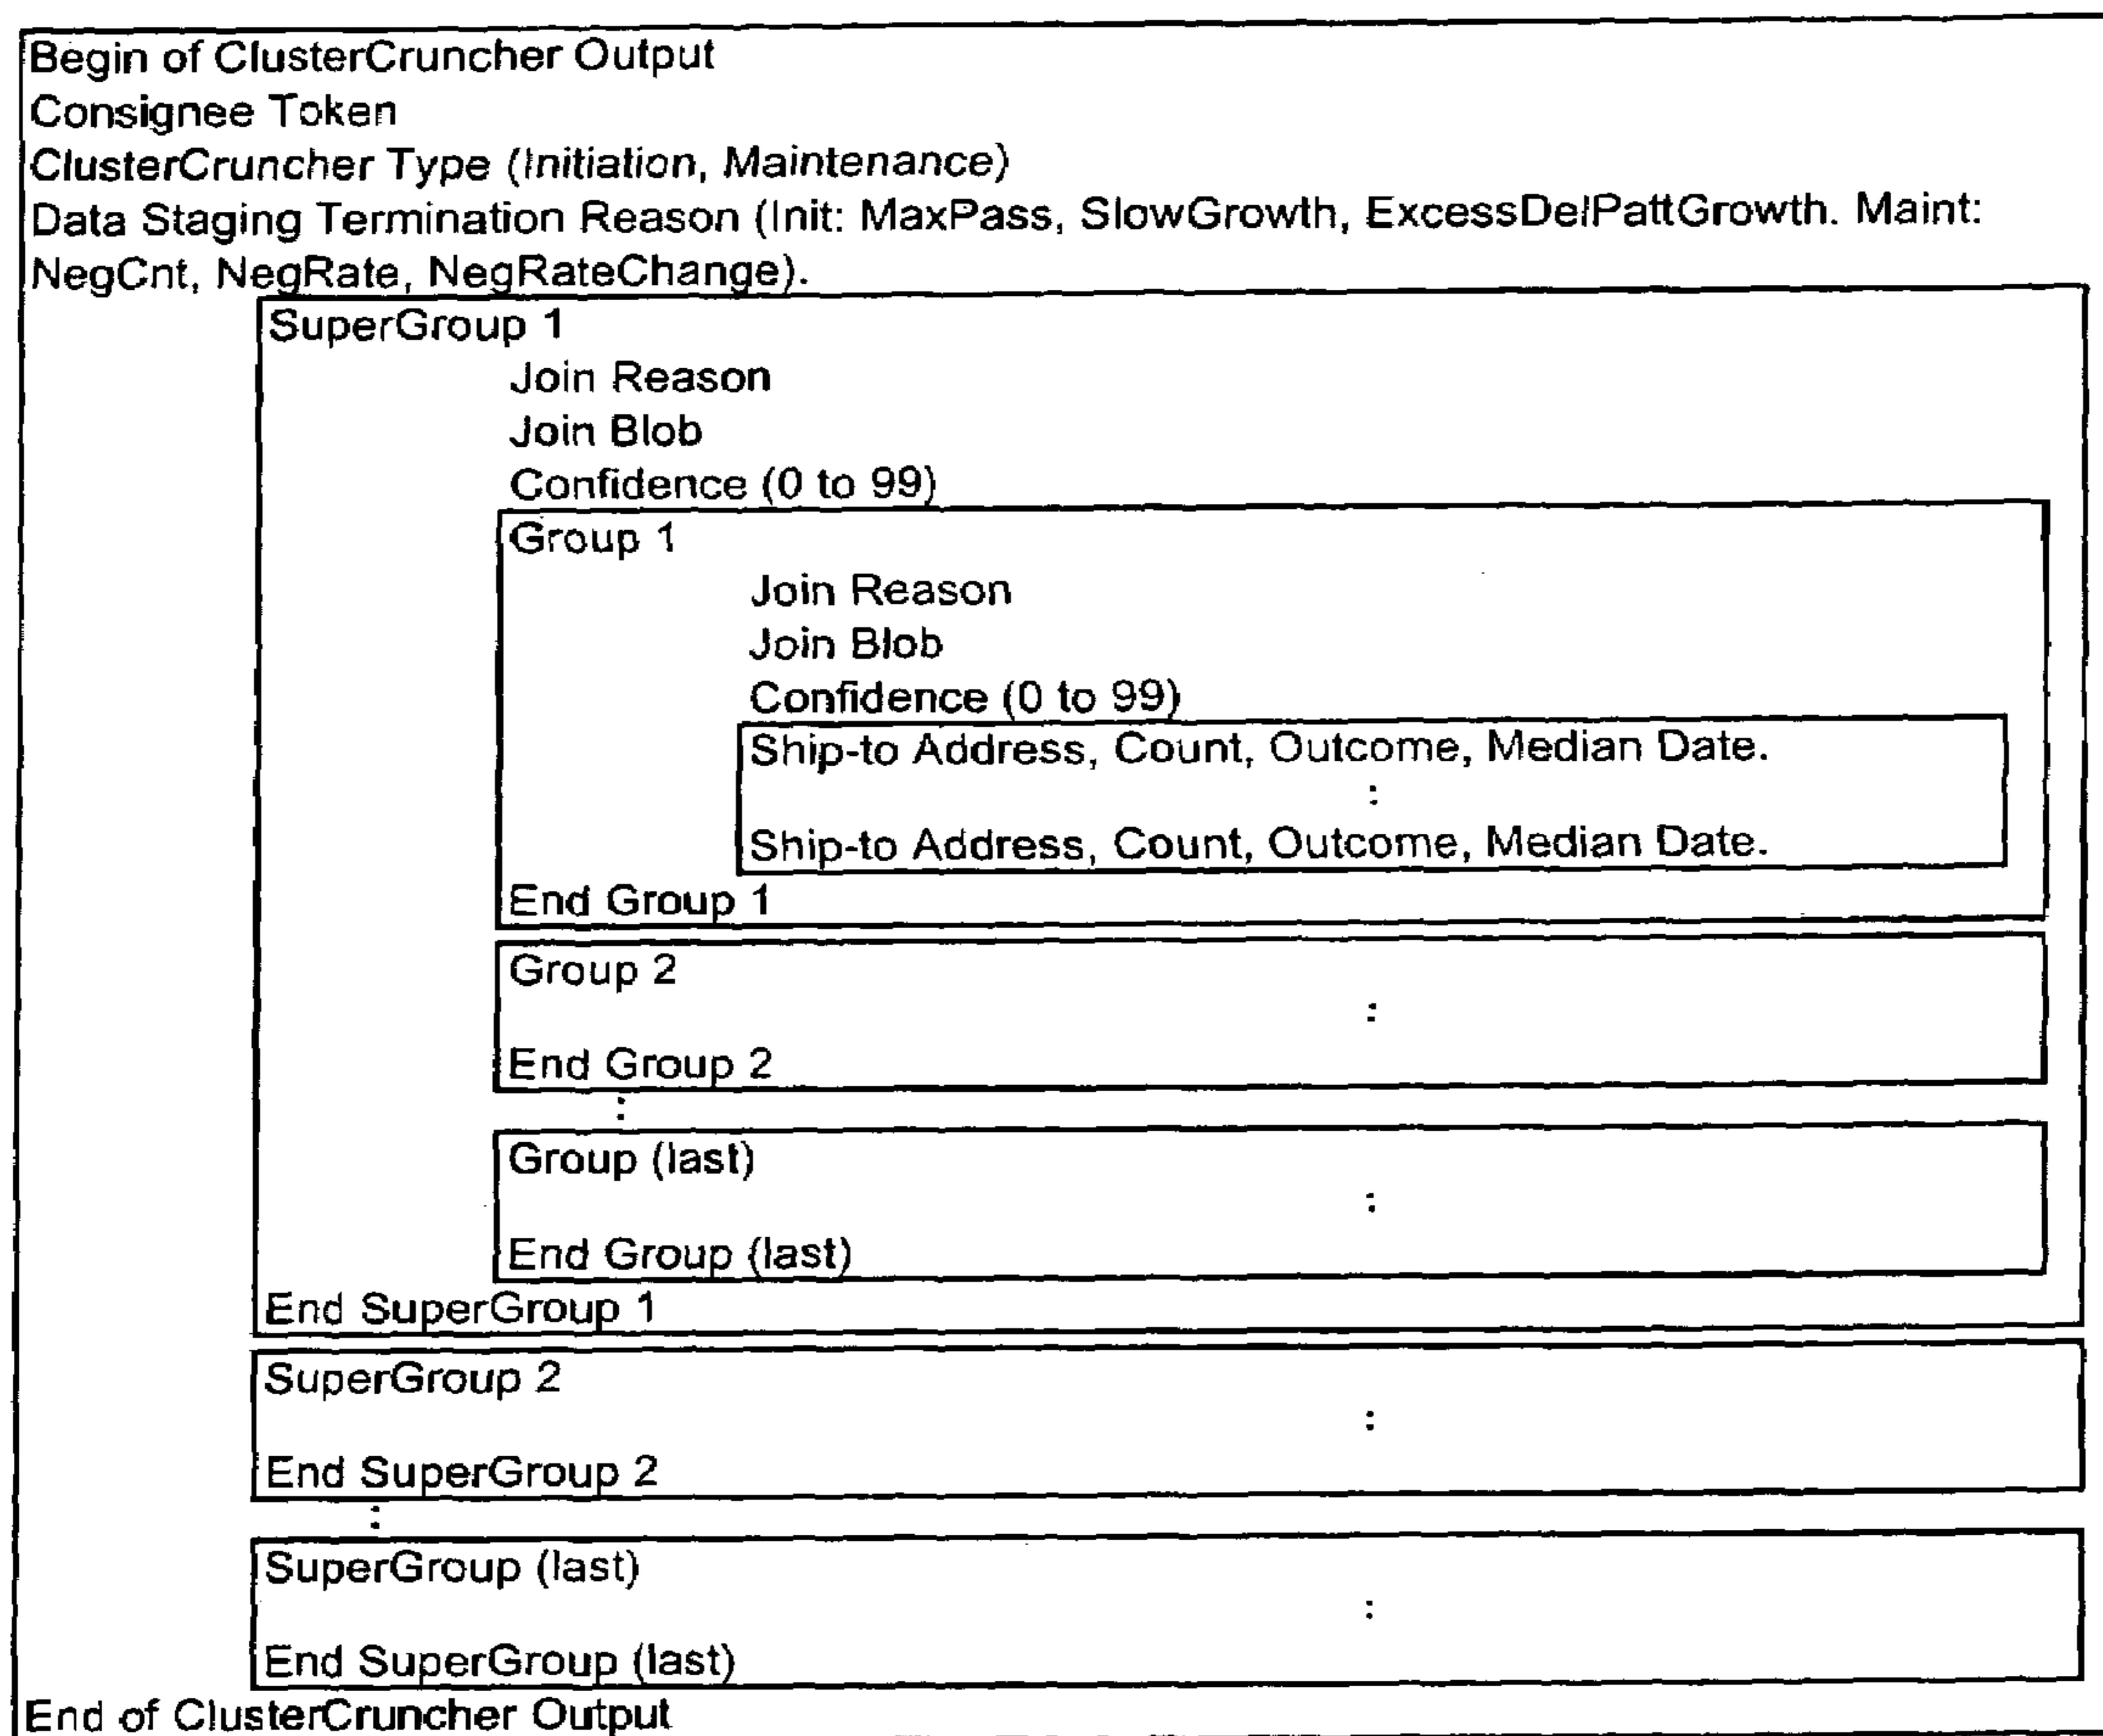 Begin of ClusterCruncher Output
Consignee Token
ClusterCruncher Type (Initiation, Maintenance)
Data Staging Termination Reason (Init: MaxPass, SlowGrowth, ExcessDelPattGrowth. Maint:
NegCnt, NegRate, NegRateChange).
SuperGroup 1
Join Reason
Join Blob
Confidence (0 to 99)
Group 1
Join Reason
Join Blob
Confidence (0 to 99)
Ship-to Address, Count, Outcome, Median Date.
:
Ship-to Address, Count, Outcome, Median Date.
End Group 1
Group 2
:
End Group 2
:
Group (last)
:
End Group (last)
End SuperGroup 1
SuperGroup 2
:
End SuperGroup 2
:
SuperGroup (last)
:
End SuperGroup (last)
End of ClusterCruncher Output